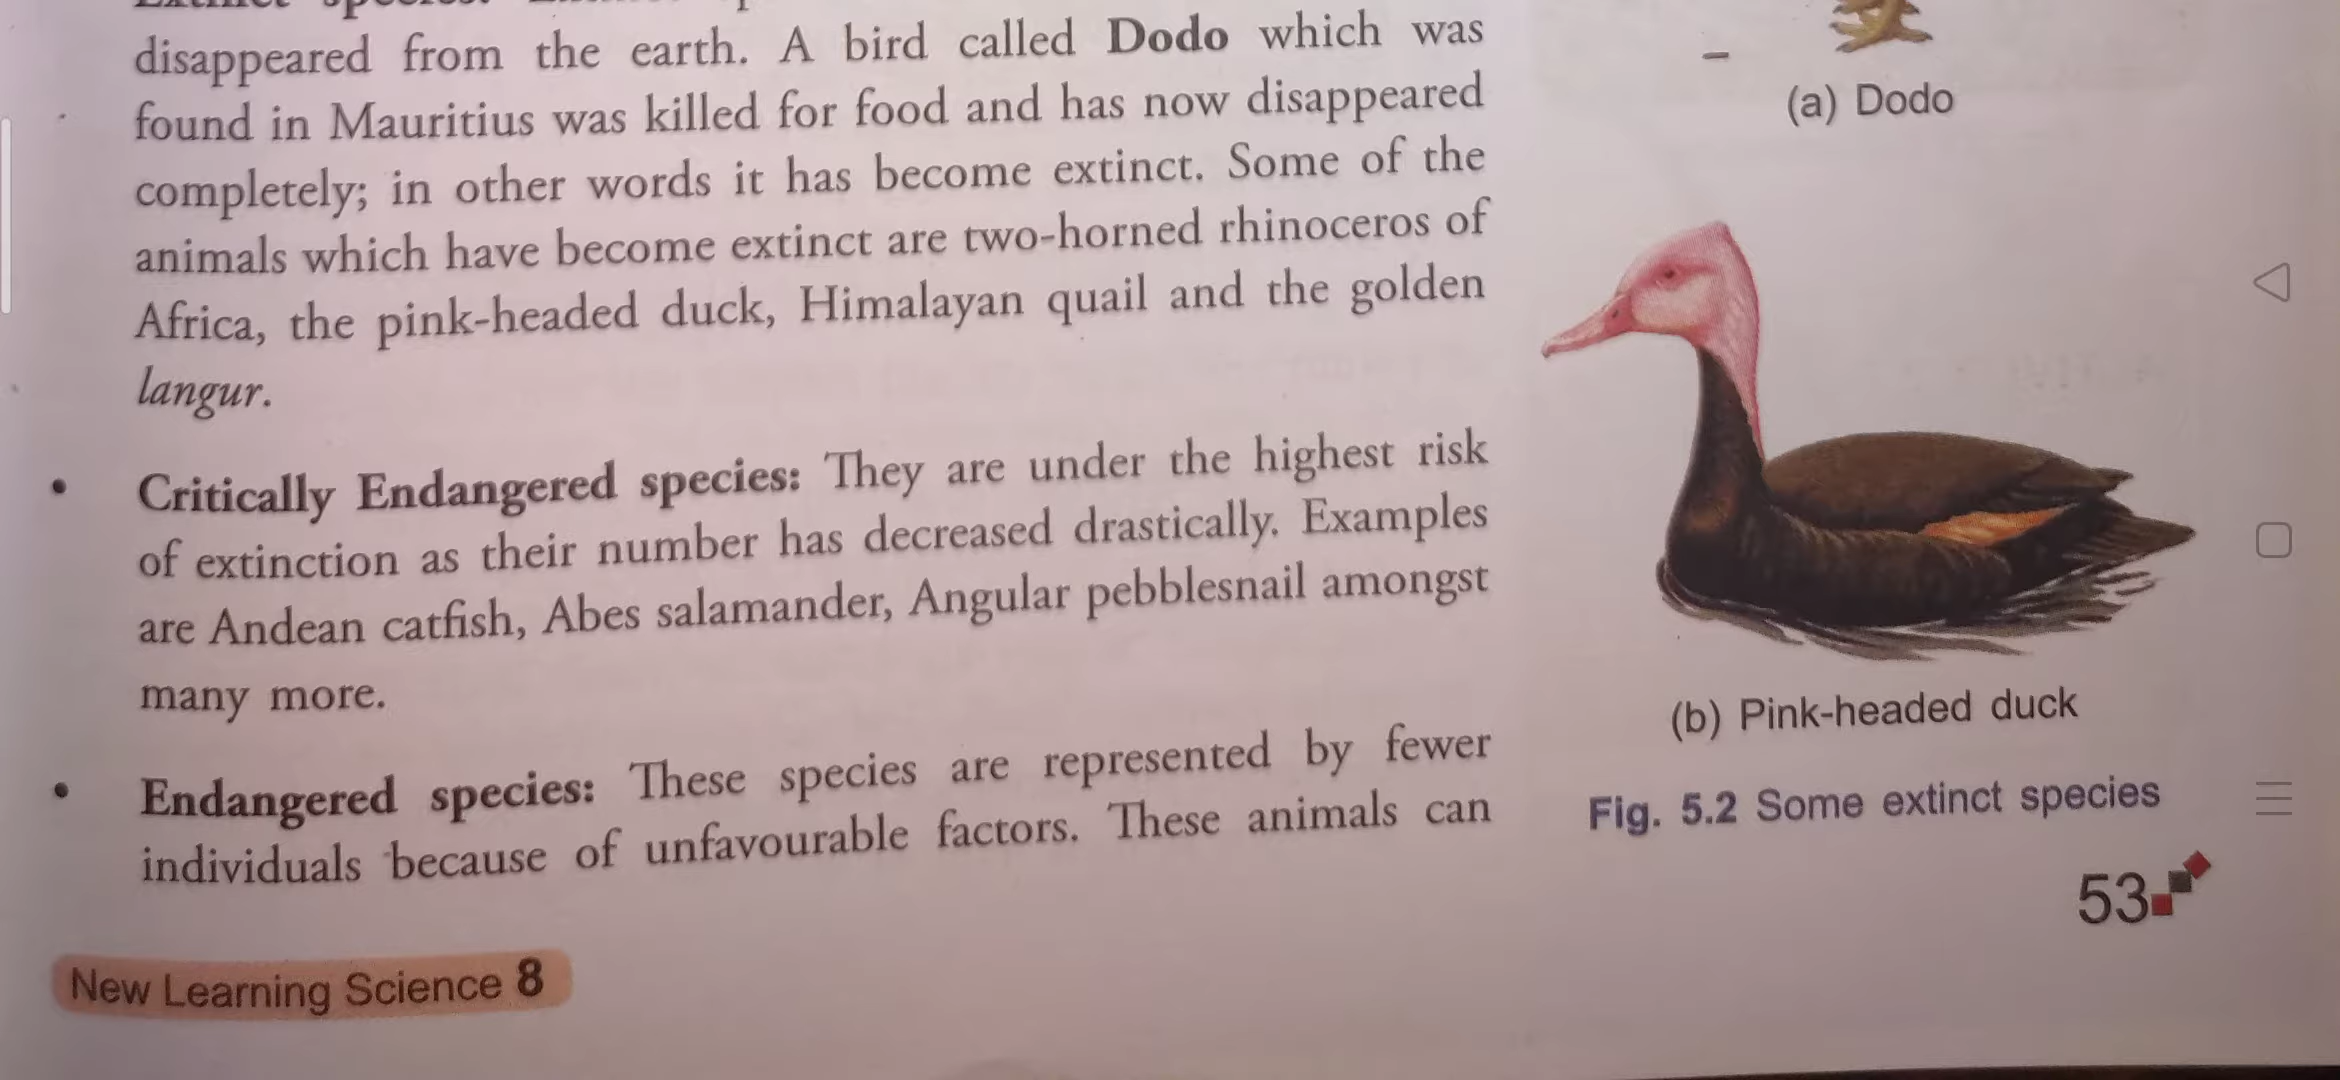 disappeared from the earth. A bird called Dodo which was
found in Mauritius was killed for food and has now disappeared
completely; in other words it has become extinct. Some of the
animals which have become extinct are two-horned rhinoceros of
Africa, the pink-headed duck, Himalayan quail and the golden
langur.
• Critically Endangered species: They are under the highest risk
of extinction as their number has decreased drastically. Examples
are Andean catfish, Abes salamander, Angular pebblesnail amongst
many more.
• Endangered species: These species are represented by fewer
individuals because of unfavourable factors. These animals can
(a) Dodo
(b) Pink-headed duck
Fig. 5.2 Some extinct species
53
New Learning Science 8